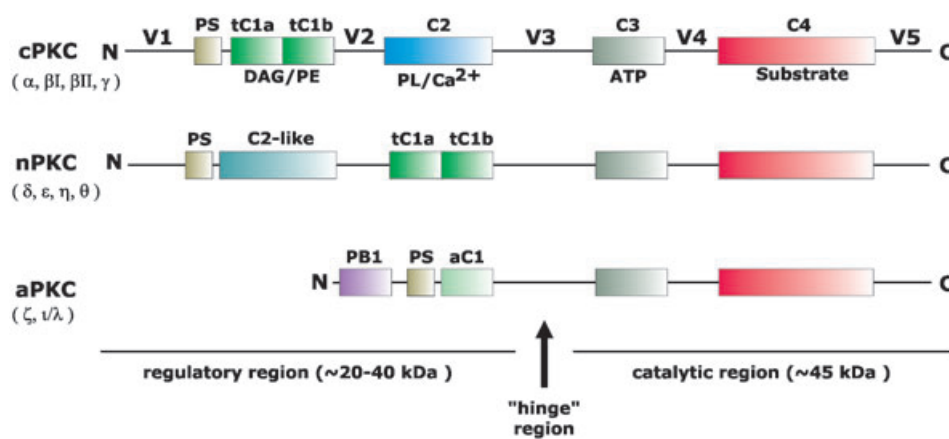 PS tC1a tC1b C2 C3 C4
cPKC N V1 V2 V3 V4 V5 C
(α, βI, βII, γ) DAG/PE PL/Ca2+ ATP Substrate
PS C2-like tC1a tC1b
nPKC N C
(δ, ε, η, θ)
PB1 PS aC1
aPKC N C
(ζ, ι/λ)
regulatory region (~20-40 kDa) catalytic region (~45 kDa)
"hinge"
region